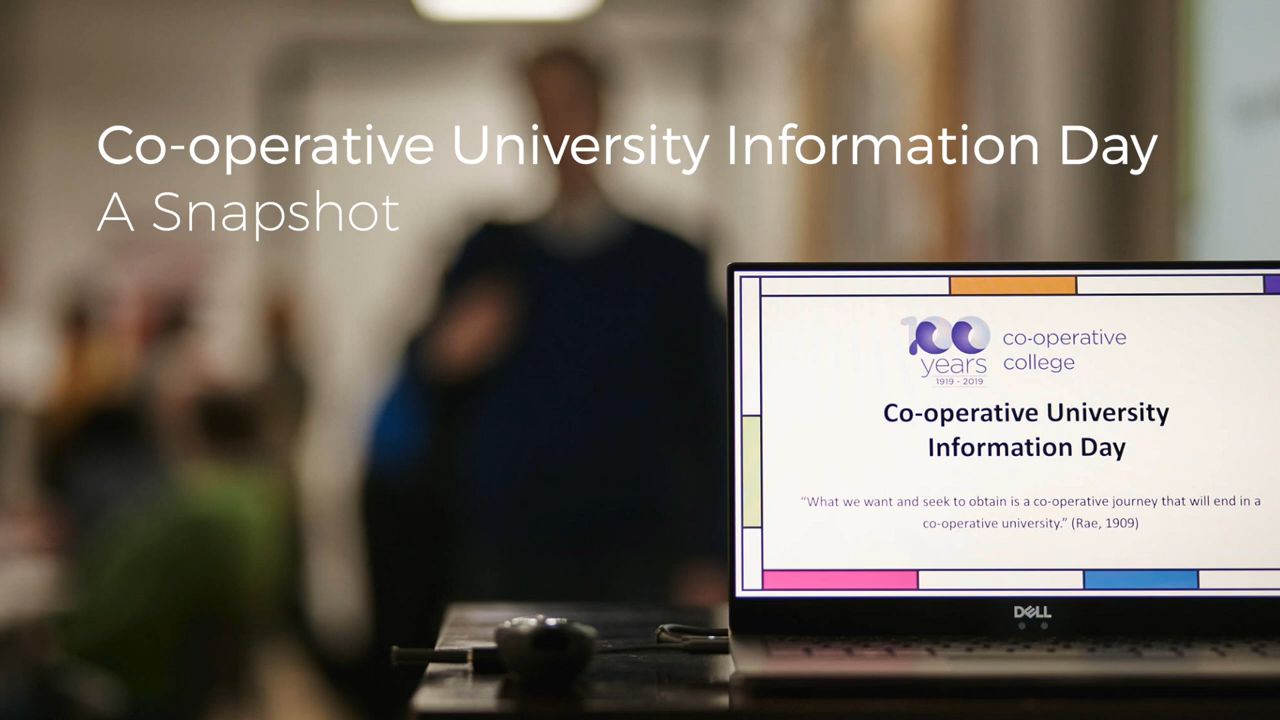 Co-operative University Information Day
A Snapshot
100
years
1919 - 2019
co-operative
college
Co-operative University
Information Day
“What we want and seek to obtain is a co-operative journey that will end in a
co-operative university.” (Rae, 1909)
DELL